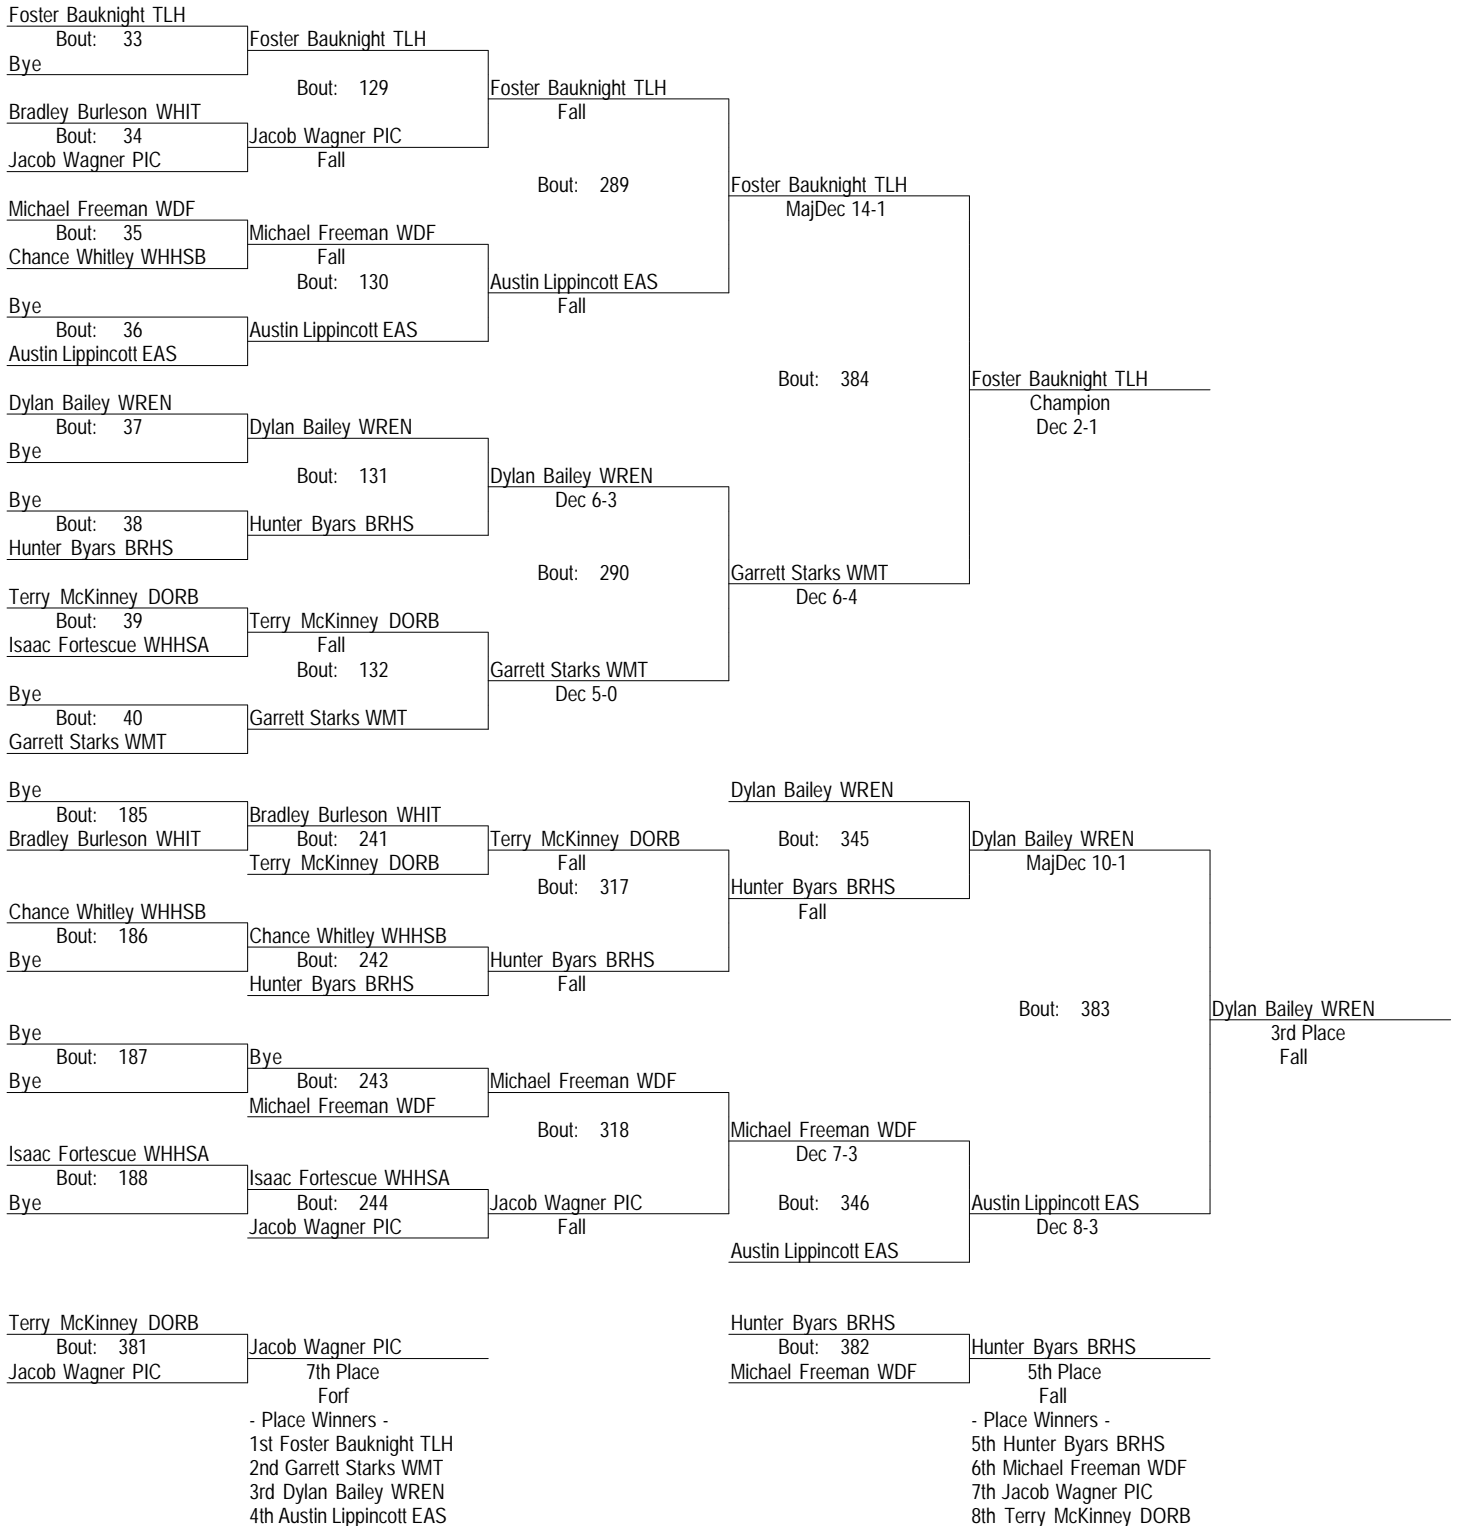 Foster Bauknight TLH
Bout: 33
Foster Bauknight TLH
Bye
Bout: 129
Foster Bauknight TLH
Fall
Bradley Burleson WHIT
Bout: 34
Jacob Wagner PIC
Jacob Wagner PIC
Fall
Bout: 289
Foster Bauknight TLH
MajDec 14-1
Michael Freeman WDF
Bout: 35
Michael Freeman WDF
Chance Whitley WHHSB
Fall
Bout: 130
Austin Lippincott EAS
Fall
Bye
Bout: 36
Austin Lippincott EAS
Austin Lippincott EAS
Bout: 384
Foster Bauknight TLH
Champion
Dec 2-1
Dylan Bailey WREN
Bout: 37
Dylan Bailey WREN
Bye
Bout: 131
Dylan Bailey WREN
Dec 6-3
Bye
Bout: 38
Hunter Byars BRHS
Hunter Byars BRHS
Bout: 290
Garrett Starks WMT
Dec 6-4
Terry McKinney DORB
Bout: 39
Terry McKinney DORB
Isaac Fortescue WHHSA
Fall
Bout: 132
Garrett Starks WMT
Dec 5-0
Bye
Bout: 40
Garrett Starks WMT
Garrett Starks WMT
Bye
Dylan Bailey WREN
Bout: 185
Bradley Burleson WHIT
Bradley Burleson WHIT
Bout: 241
Terry McKinney DORB
Bout: 345
Dylan Bailey WREN
Terry McKinney DORB
Fall
MajDec 10-1
Bout: 317
Hunter Byars BRHS
Fall
Chance Whitley WHHSB
Bout: 186
Chance Whitley WHHSB
Bye
Bout: 242
Hunter Byars BRHS
Hunter Byars BRHS
Fall
Bout: 383
Dylan Bailey WREN
3rd Place
Fall
Bye
Bout: 187
Bye
Bye
Bout: 243
Michael Freeman WDF
Michael Freeman WDF
Bout: 318
Michael Freeman WDF
Dec 7-3
Isaac Fortescue WHHSA
Bout: 188
Isaac Fortescue WHHSA
Bye
Bout: 244
Jacob Wagner PIC
Bout: 346
Austin Lippincott EAS
Jacob Wagner PIC
Fall
Dec 8-3
Austin Lippincott EAS
Terry McKinney DORB
Bout: 381
Jacob Wagner PIC
Jacob Wagner PIC
7th Place
Forf
- Place Winners -
1st Foster Bauknight TLH
2nd Garrett Starks WMT
3rd Dylan Bailey WREN
4th Austin Lippincott EAS
Hunter Byars BRHS
Bout: 382
Hunter Byars BRHS
Michael Freeman WDF
5th Place
Fall
- Place Winners -
5th Hunter Byars BRHS
6th Michael Freeman WDF
7th Jacob Wagner PIC
8th Terry McKinney DORB